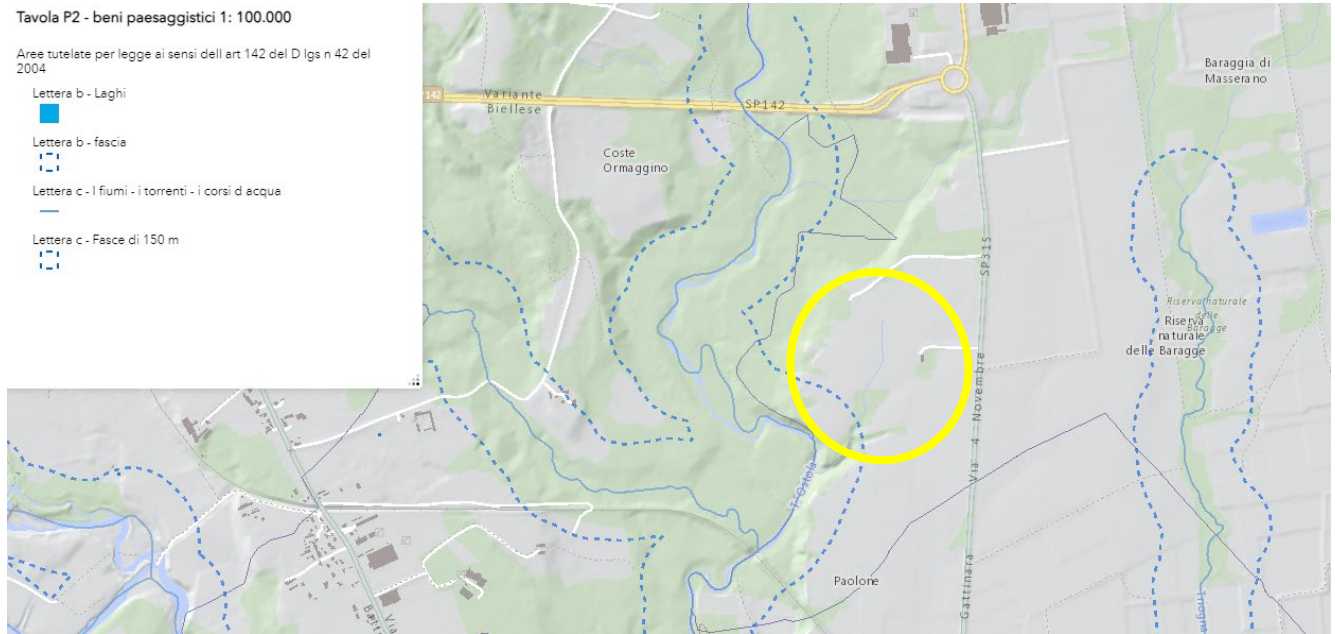 Tavola P2 - beni paesaggistici 1: 100.000
Aree tutelate per legge ai sensi dell art 142 del D lgs n 42 del
2004
Lettera b - Laghi
Lettera b - fascia
Lettera c - I fiumi - i torrenti - i corsi d acqua
Lettera c - Fasce di 150 m
142
Variante
Biellese
SP142
Baraggia di
Masserano
Coste
Ormaggino
SP315
Riserva naturale
delle
Baragge
Riserva
naturale
delle Baragge
Via 4 Novembre
T. Ostola
Paolone
Gattinara
Via